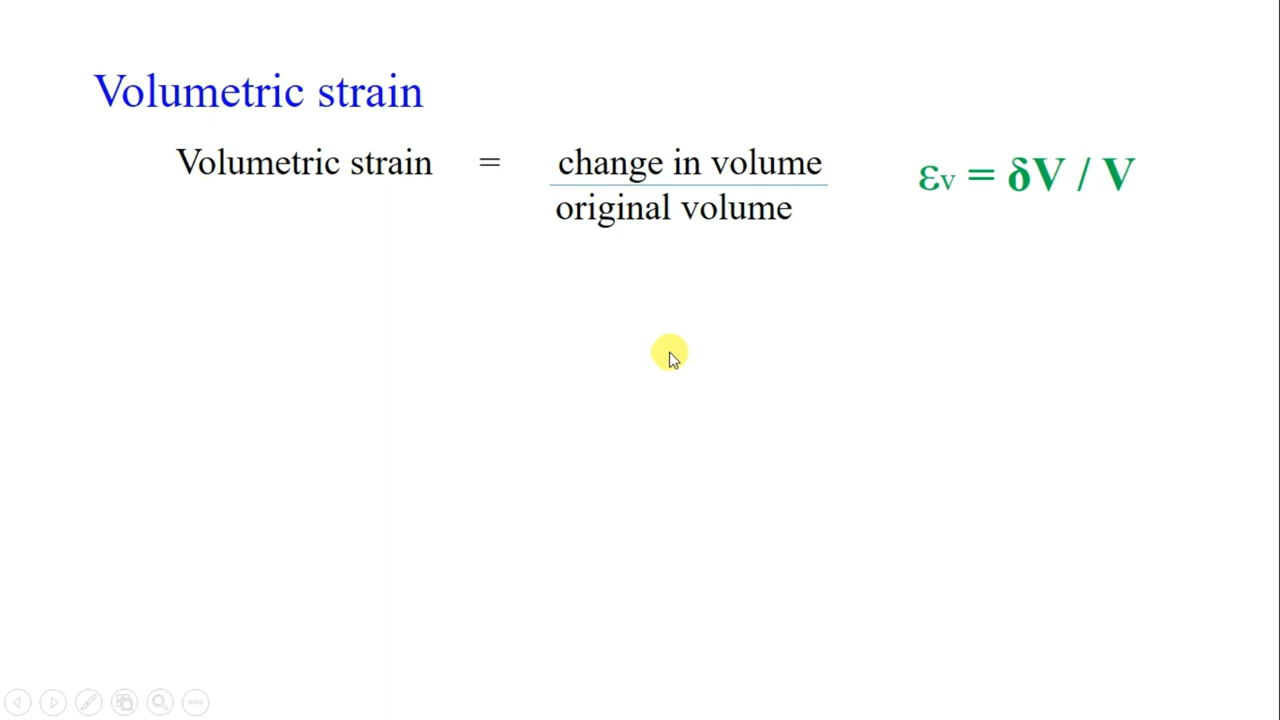 Volumetric strain
Volumetric strain = change in volume
original volume
εv = δV / V